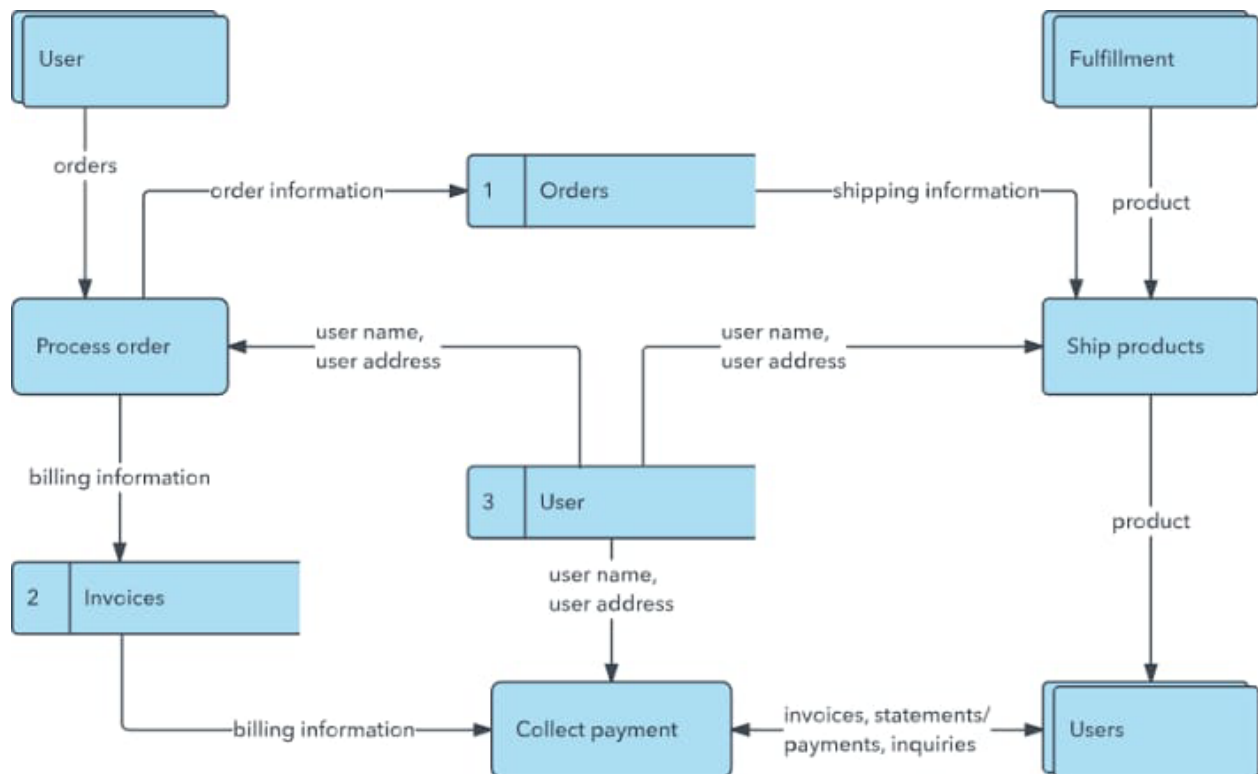 User
Fulfillment
orders
order information
1
Orders
shipping information
product
Process order
user name,
user address
user name,
user address
Ship products
billing information
3
User
product
2
Invoices
user name,
user address
billing information
Collect payment
invoices, statements/
payments, inquiries
Users